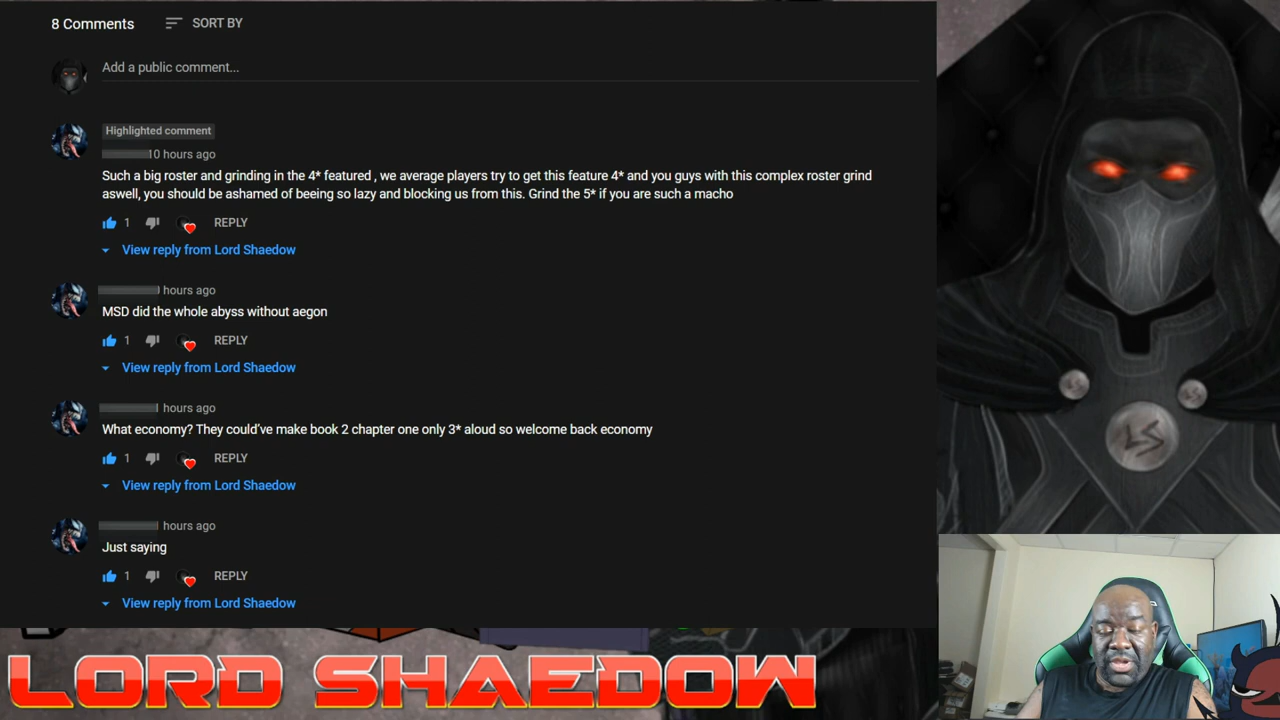 8 Comments SORT BY
Add a public comment...
Highlighted comment
10 hours ago
Such a big roster and grinding in the 4* featured , we average players try to get this feature 4* and you guys with this complex roster grind
aswell, you should be ashamed of beeing so lazy and blocking us from this. Grind the 5* if you are such a macho
1 REPLY
View reply from Lord Shaedow
hours ago
MSD did the whole abyss without aegon
1 REPLY
View reply from Lord Shaedow
hours ago
What economy? They could've make book 2 chapter one only 3* aloud so welcome back economy
1 REPLY
View reply from Lord Shaedow
hours ago
Just saying
1 REPLY
View reply from Lord Shaedow
LS
LS
LS
LORD SHAEDOW